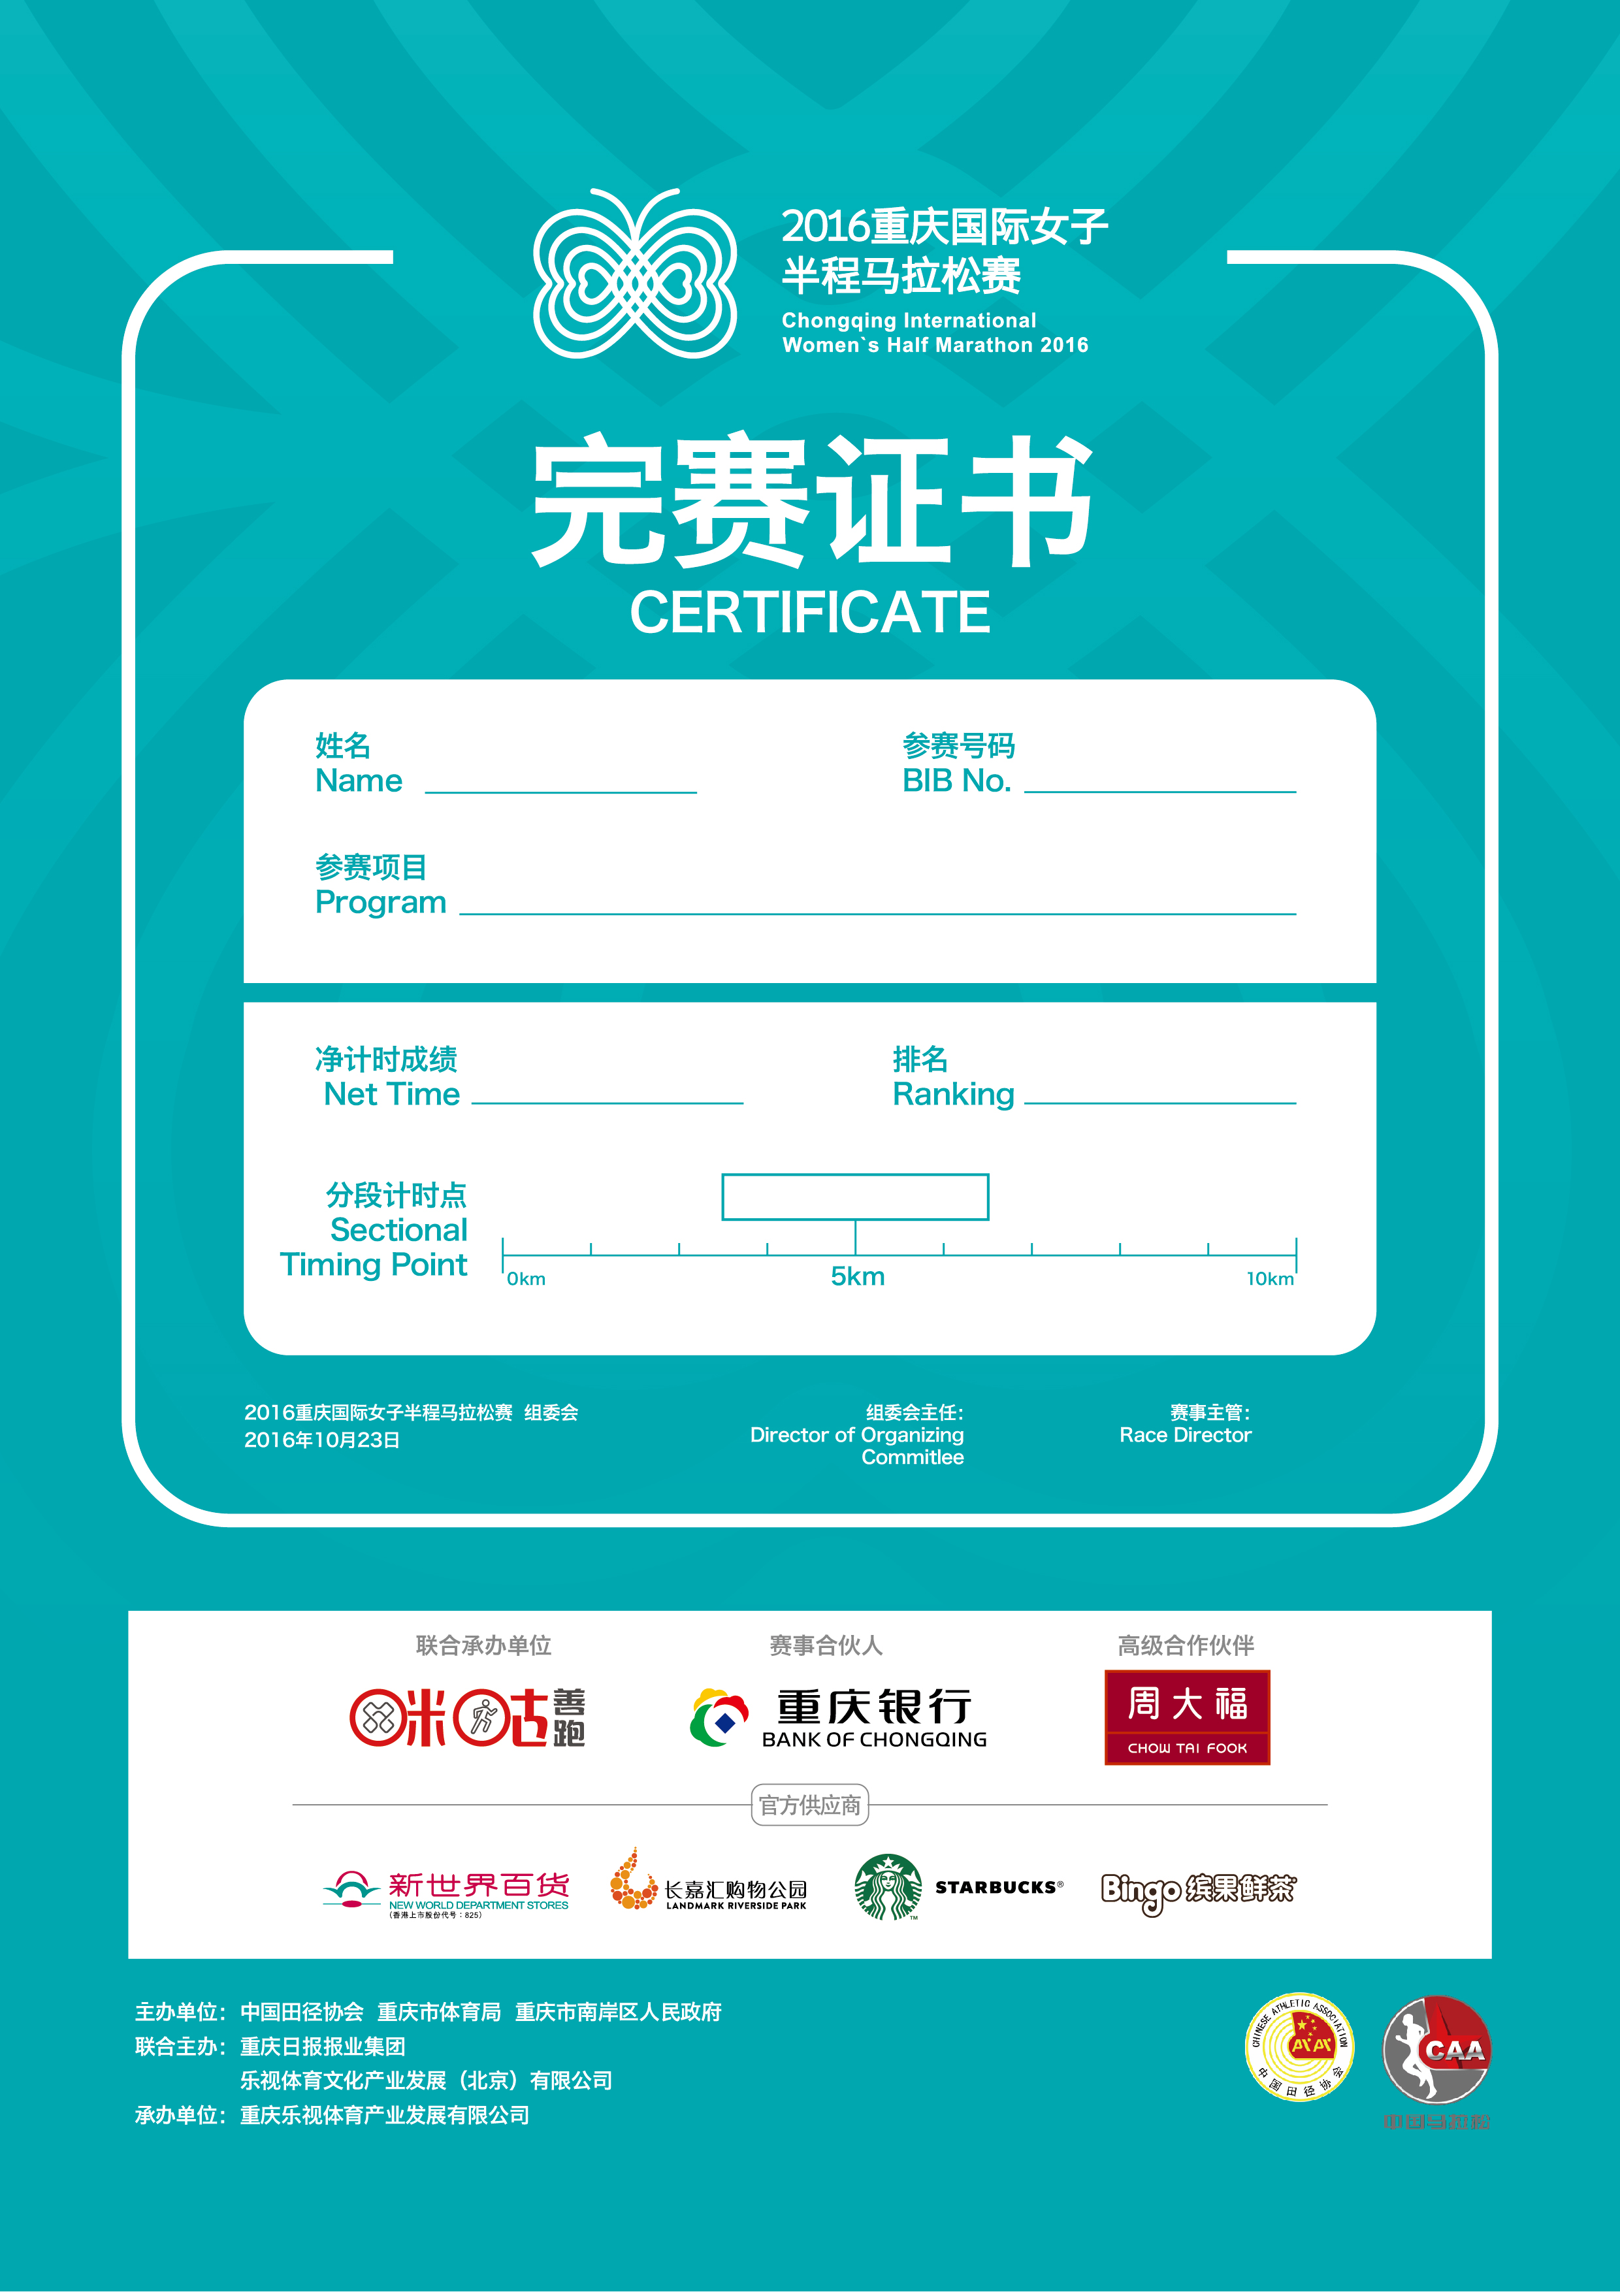 2016重庆国际女子
半程马拉松赛
Chongqing International
Women`s Half Marathon 2016
完赛证书
CERTIFICATE
姓名
Name
参赛号码
BIB No.
参赛项目
Program
净计时成绩
Net Time
排名
Ranking
分段计时点
Sectional
Timing Point
0km
5km
10km
2016重庆国际女子半程马拉松赛 组委会
2016年10月23日
组委会主任：
Director of Organizing
Commitlee
赛事主管：
Race Director
联合承办单位
赛事合伙人
高级合作伙伴
咪咕善跑
重庆银行
BANK OF CHONGQING
周大福
CHOW TAI FOOK
官方供应商
新世界百货
NEW WORLD DEPARTMENT STORES
(香港上市股份代号：825)
长嘉汇购物公园
LANDMARK RIVERSIDE PARK
STARBUCKS®
TM
Bingo缤果鲜茶
主办单位：中国田径协会 重庆市体育局 重庆市南岸区人民政府
联合主办：重庆日报报业集团
乐视体育文化产业发展（北京）有限公司
承办单位：重庆乐视体育产业发展有限公司
CHINESE ATHLETIC ASSOCIATION
中国田径协会
CAA
中国马拉松